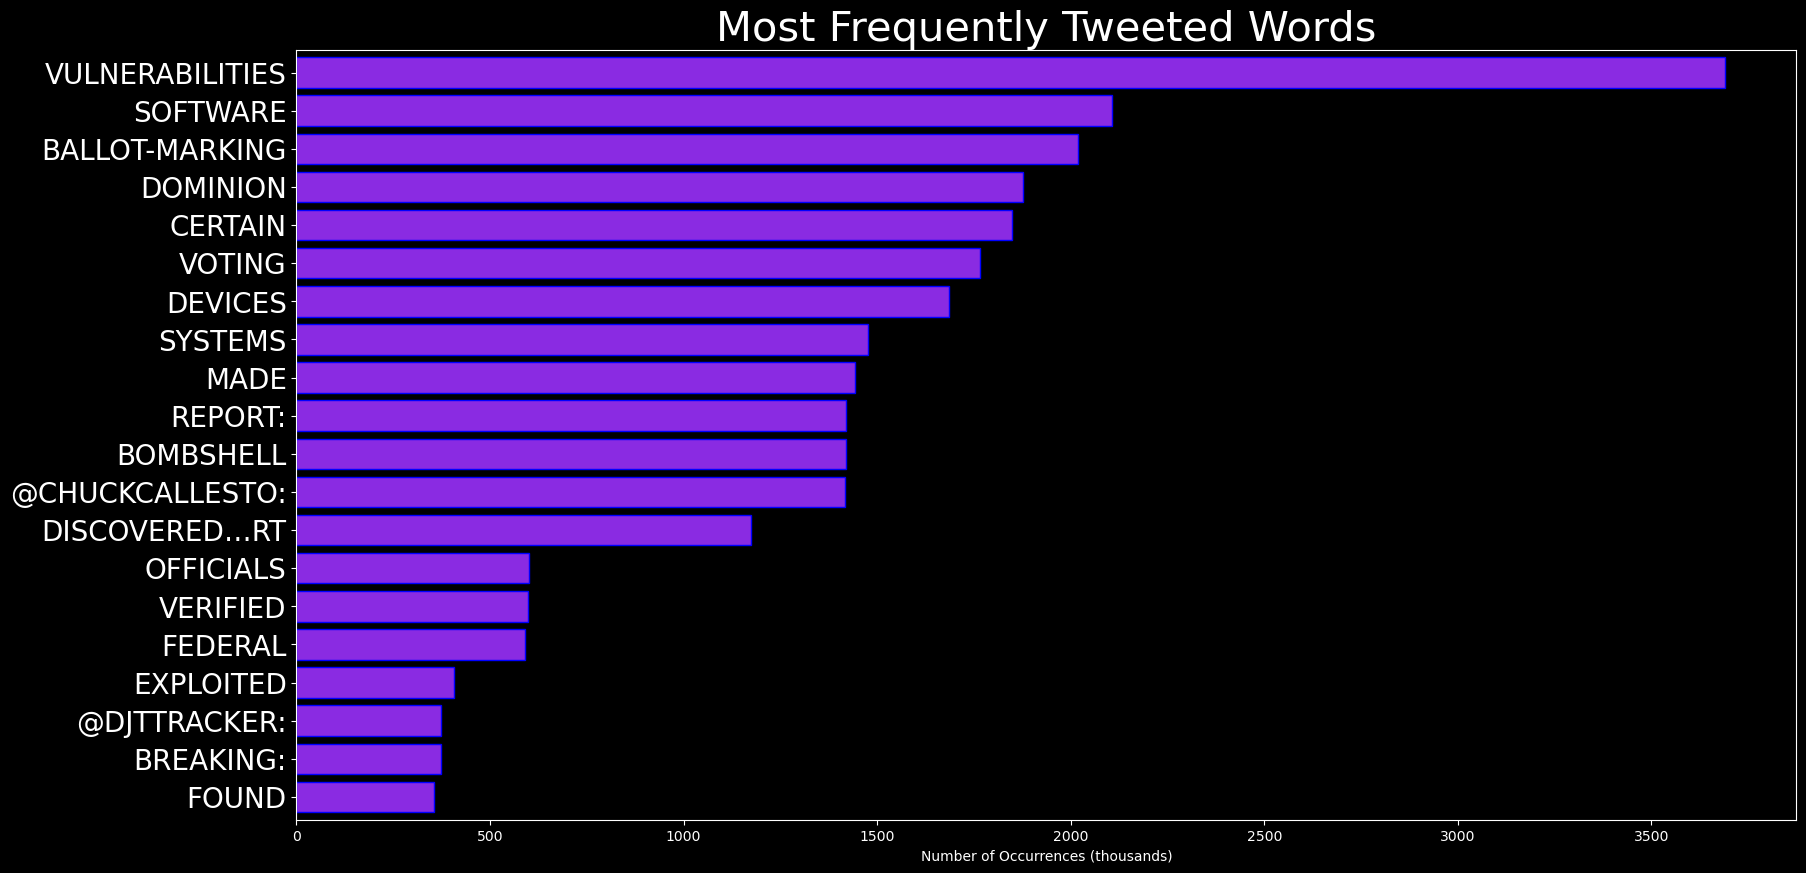 Most Frequently Tweeted Words
VULNERABILITIES
SOFTWARE
BALLOT-MARKING
DOMINION
CERTAIN
VOTING
DEVICES
SYSTEMS
MADE
REPORT:
BOMBSHELL
@CHUCKCALLESTO:
DISCOVERED…RT
OFFICIALS
VERIFIED
FEDERAL
EXPLOITED
@DJTTRACKER:
BREAKING:
FOUND
0 500 1000 1500 2000 2500 3000 3500
Number of Occurrences (thousands)